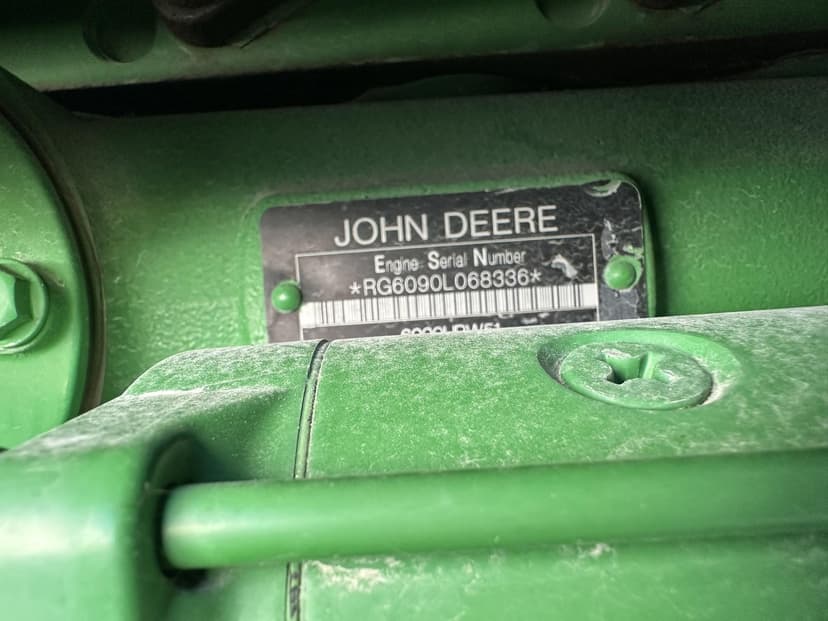 JOHN DEERE
Engine Serial Number
*RG6090L068336*